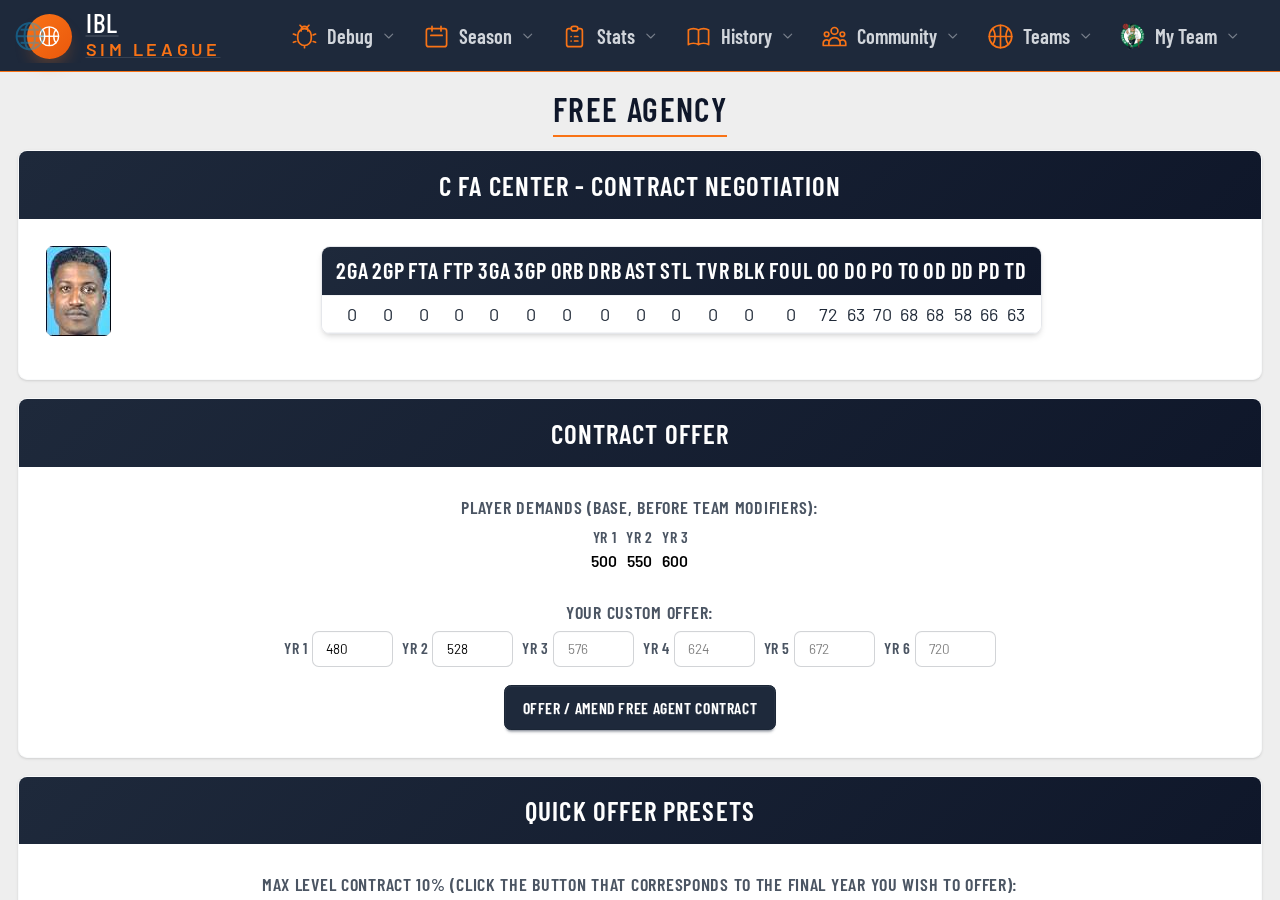 IBL
SIM LEAGUE
Debug Season Stats History Community Teams My Team
FREE AGENCY
C FA CENTER - CONTRACT NEGOTIATION
2GA 2GP FTA FTP 3GA 3GP ORB DRB AST STL TVR BLK FOUL OO DO PO TO OD DD PD TD
0 0 0 0 0 0 0 0 0 0 0 0 0 72 63 70 68 68 58 66 63
CONTRACT OFFER
PLAYER DEMANDS (BASE, BEFORE TEAM MODIFIERS):
YR 1 YR 2 YR 3
500 550 600
YOUR CUSTOM OFFER:
YR 1 480 YR 2 528 YR 3 576 YR 4 624 YR 5 672 YR 6 720
OFFER / AMEND FREE AGENT CONTRACT
QUICK OFFER PRESETS
MAX LEVEL CONTRACT 10% (CLICK THE BUTTON THAT CORRESPONDS TO THE FINAL YEAR YOU WISH TO OFFER):